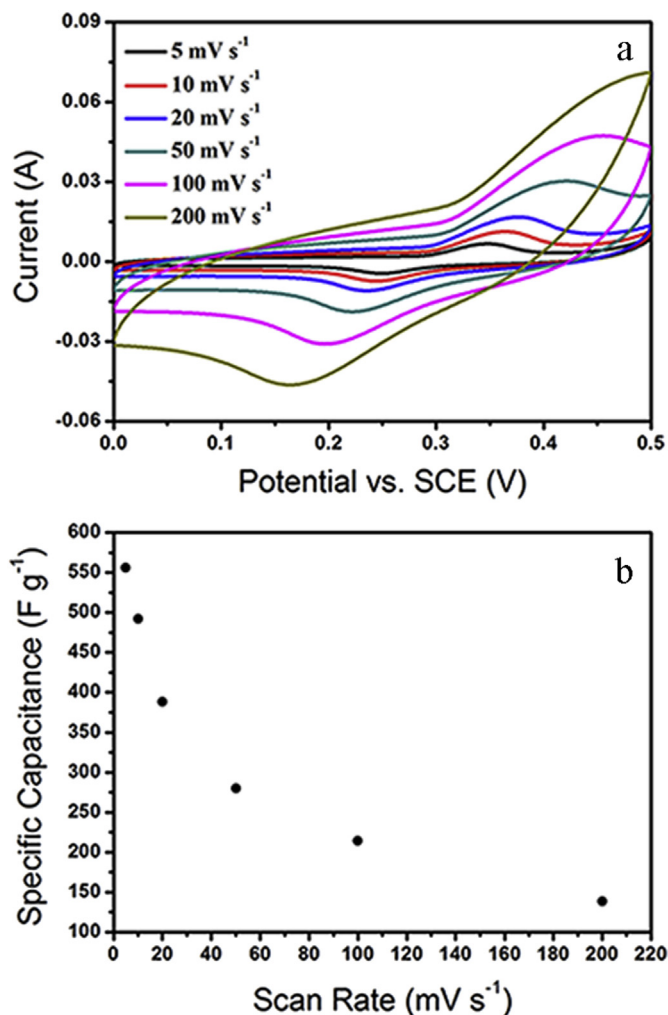 a
5 mV s⁻¹
10 mV s⁻¹
20 mV s⁻¹
50 mV s⁻¹
100 mV s⁻¹
200 mV s⁻¹
0.09
0.06
0.03
0.00
-0.03
-0.06
Current (A)
0.0 0.1 0.2 0.3 0.4 0.5
Potential vs. SCE (V)
b
600
550
500
450
400
350
300
250
200
150
100
Specific Capacitance (F g⁻¹)
0 20 40 60 80 100 120 140 160 180 200 220
Scan Rate (mV s⁻¹)